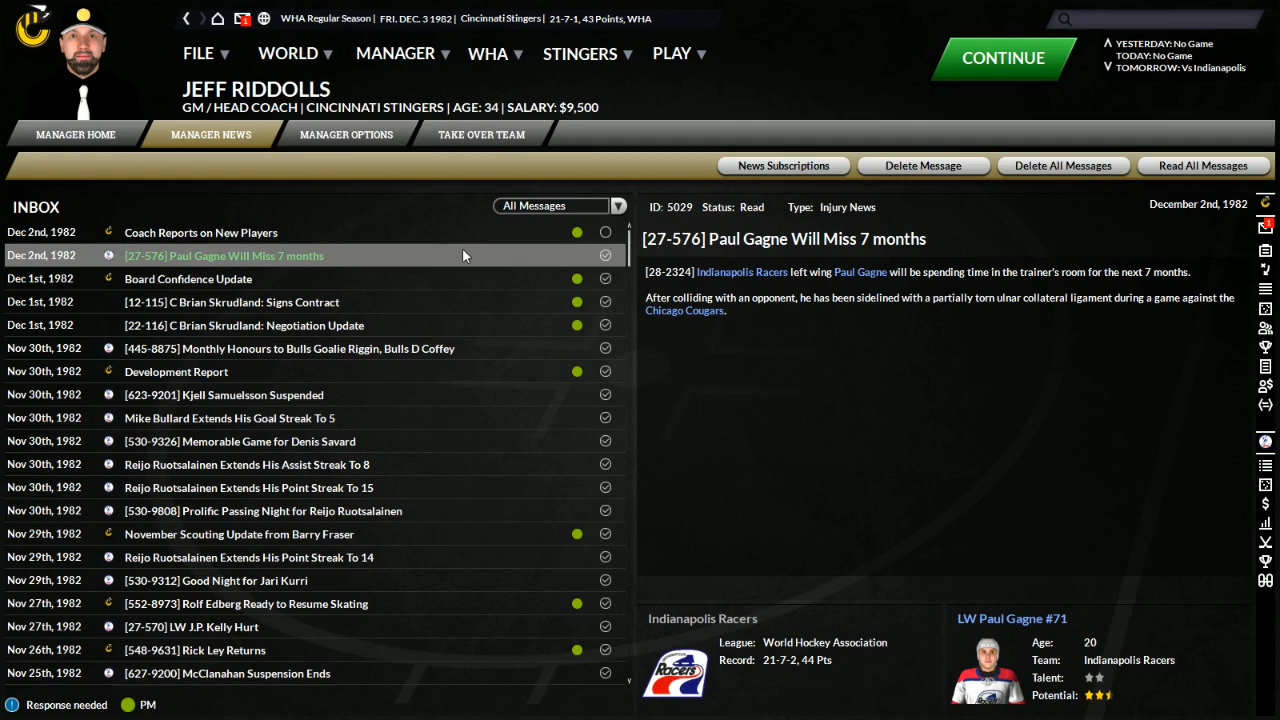 WHA Regular Season | FRI. DEC. 3 1982 | Cincinnati Stingers | 21-7-1, 43 Points, WHA
1
FILE WORLD MANAGER WHA STINGERS PLAY
CONTINUE
YESTERDAY: No Game
TODAY: No Game
TOMORROW: Vs Indianapolis
JEFF RIDDOLLS
GM / HEAD COACH | CINCINNATI STINGERS | AGE: 34 | SALARY: $9,500
MANAGER HOME MANAGER NEWS MANAGER OPTIONS TAKE OVER TEAM
News Subscriptions Delete Message Delete All Messages Read All Messages
INBOX All Messages
Dec 2nd, 1982 Coach Reports on New Players
Dec 2nd, 1982 [27-576] Paul Gagne Will Miss 7 months
Dec 1st, 1982 Board Confidence Update
Dec 1st, 1982 [12-115] C Brian Skrudland: Signs Contract
Dec 1st, 1982 [22-116] C Brian Skrudland: Negotiation Update
Nov 30th, 1982 [445-8875] Monthly Honours to Bulls Goalie Riggin, Bulls D Coffey
Nov 30th, 1982 Development Report
Nov 30th, 1982 [623-9201] Kjell Samuelsson Suspended
Nov 30th, 1982 Mike Bullard Extends His Goal Streak To 5
Nov 30th, 1982 [530-9326] Memorable Game for Denis Savard
Nov 30th, 1982 Reijo Ruotsalainen Extends His Assist Streak To 8
Nov 30th, 1982 Reijo Ruotsalainen Extends His Point Streak To 15
Nov 30th, 1982 [530-9808] Prolific Passing Night for Reijo Ruotsalainen
Nov 29th, 1982 November Scouting Update from Barry Fraser
Nov 29th, 1982 Reijo Ruotsalainen Extends His Point Streak To 14
Nov 29th, 1982 [530-9312] Good Night for Jari Kurri
Nov 27th, 1982 [552-8973] Rolf Edberg Ready to Resume Skating
Nov 27th, 1982 [27-570] LW J.P. Kelly Hurt
Nov 26th, 1982 [548-9631] Rick Ley Returns
Nov 25th, 1982 [627-9200] McClanahan Suspension Ends
Response needed PM
ID: 5029 Status: Read Type: Injury News December 2nd, 1982
[27-576] Paul Gagne Will Miss 7 months
[28-2324] Indianapolis Racers left wing Paul Gagne will be spending time in the trainer's room for the next 7 months.
After colliding with an opponent, he has been sidelined with a partially torn ulnar collateral ligament during a game against the
Chicago Cougars.
1
Indianapolis Racers
League: World Hockey Association
Record: 21-7-2, 44 Pts
Racers
LW Paul Gagne #71
Age: 20
Team: Indianapolis Racers
Talent:
Potential: